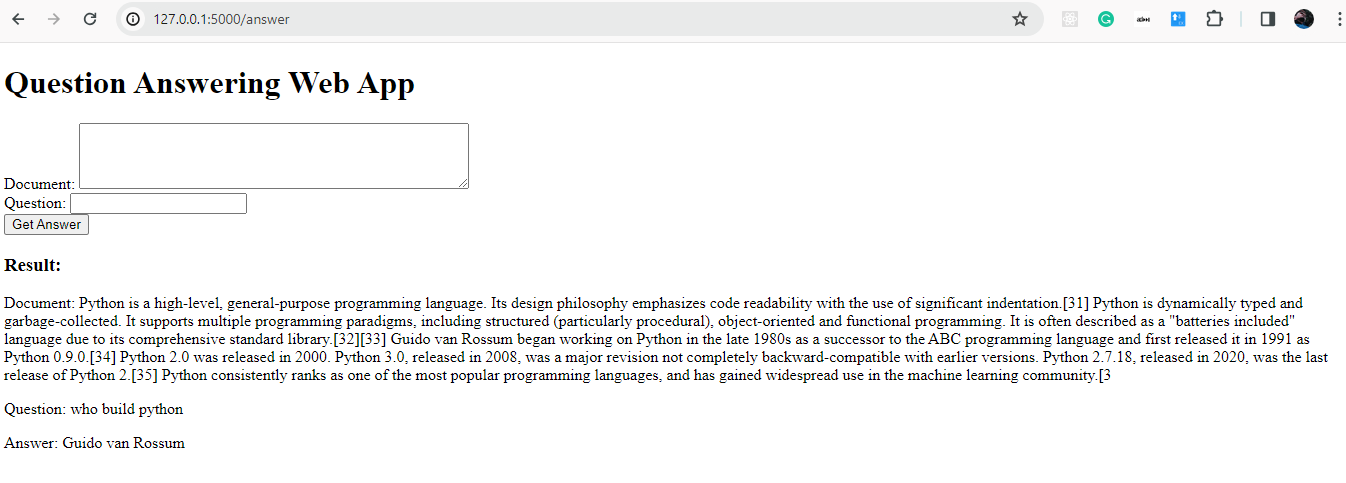 127.0.0.1:5000/answer
Question Answering Web App
Document:
Question:
Get Answer
Result:
Document: Python is a high-level, general-purpose programming language. Its design philosophy emphasizes code readability with the use of significant indentation.[31] Python is dynamically typed and
garbage-collected. It supports multiple programming paradigms, including structured (particularly procedural), object-oriented and functional programming. It is often described as a "batteries included"
language due to its comprehensive standard library.[32][33] Guido van Rossum began working on Python in the late 1980s as a successor to the ABC programming language and first released it in 1991 as
Python 0.9.0.[34] Python 2.0 was released in 2000. Python 3.0, released in 2008, was a major revision not completely backward-compatible with earlier versions. Python 2.7.18, released in 2020, was the last
release of Python 2.[35] Python consistently ranks as one of the most popular programming languages, and has gained widespread use in the machine learning community.[3
Question: who build python
Answer: Guido van Rossum